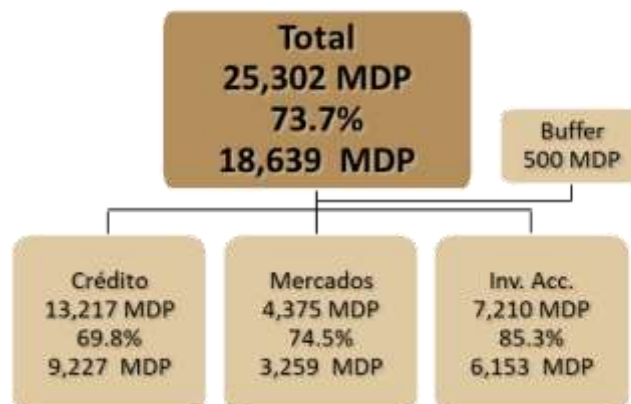 Total
25,302 MDP
73.7%
18,639 MDP
Buffer
500 MDP
Crédito
13,217 MDP
69.8%
9,227 MDP
Mercados
4,375 MDP
74.5%
3,259 MDP
Inv. Acc.
7,210 MDP
85.3%
6,153 MDP